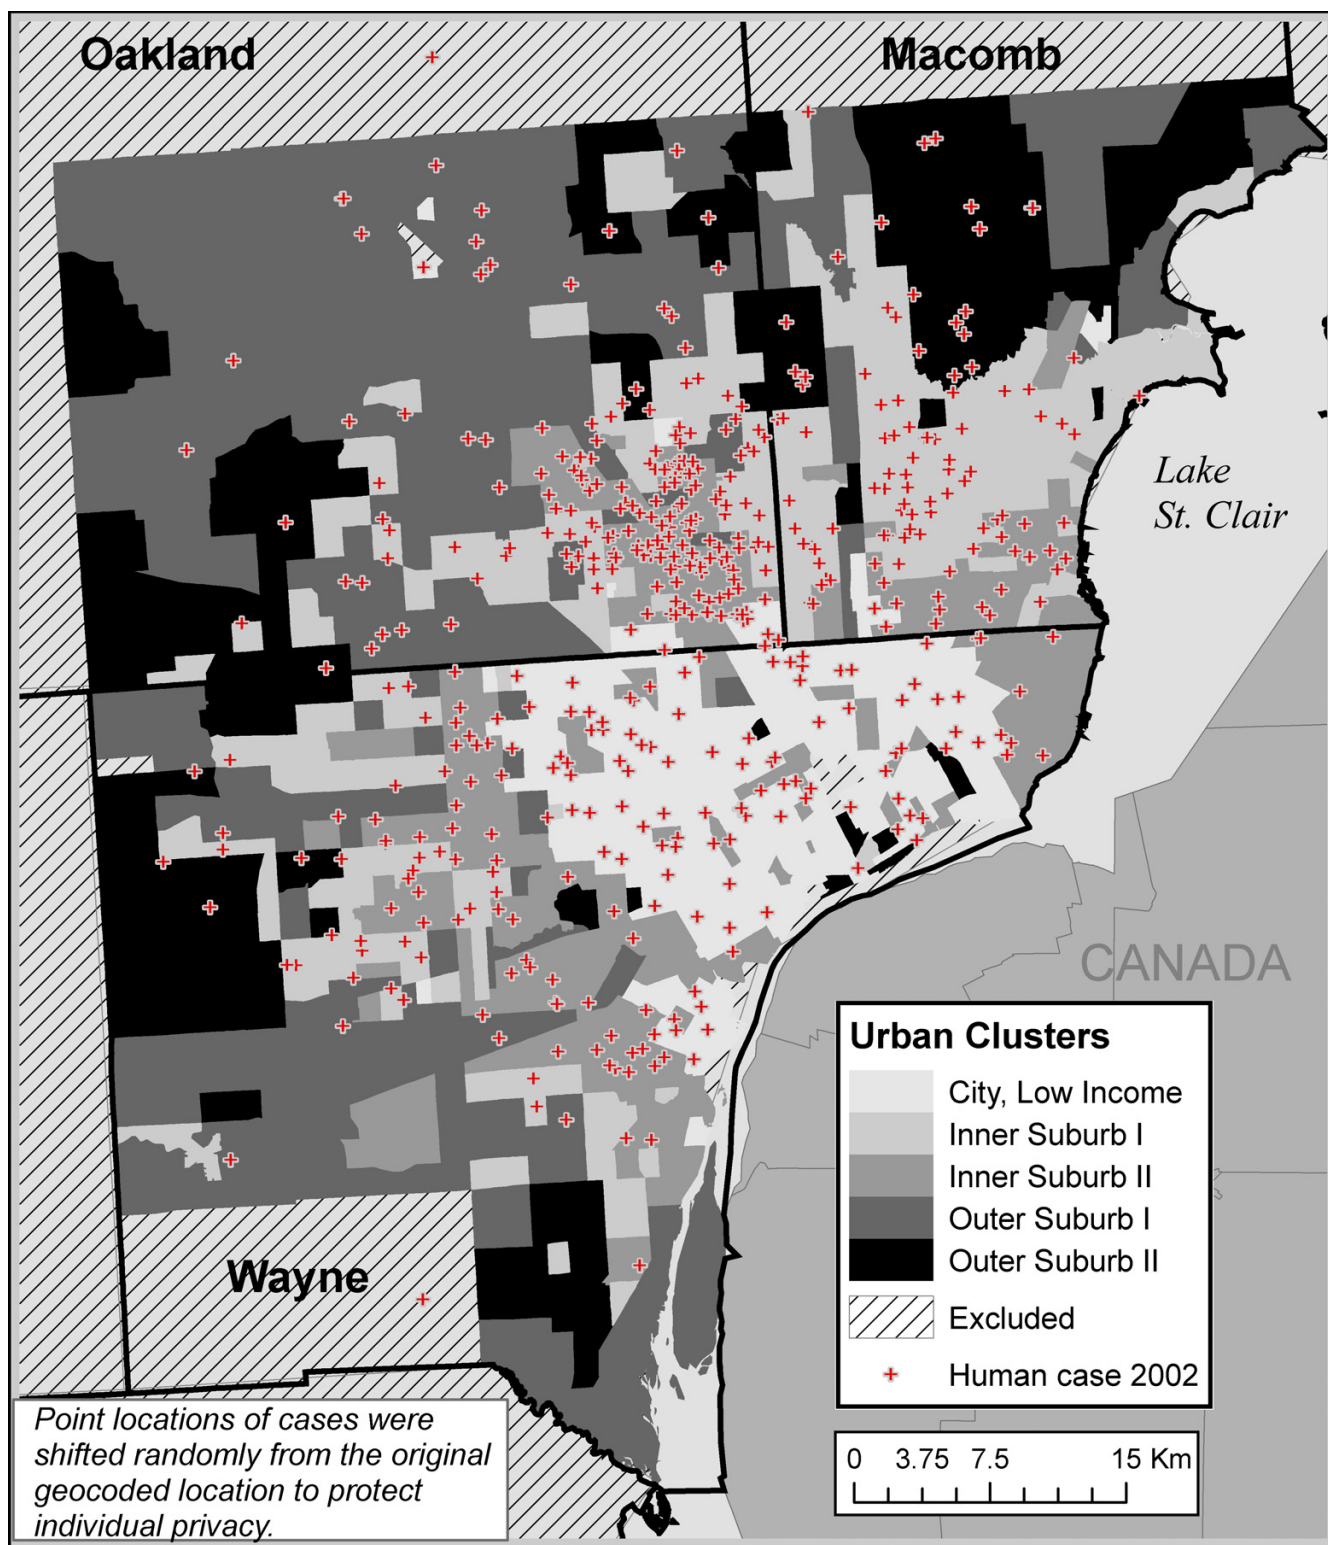 Oakland
Macomb
Lake
St. Clair
CANADA
Urban Clusters
City, Low Income
Inner Suburb I
Inner Suburb II
Outer Suburb I
Outer Suburb II
Excluded
Human case 2002
Wayne
0 3.75 7.5 15 Km
Point locations of cases were
shifted randomly from the original
geocoded location to protect
individual privacy.